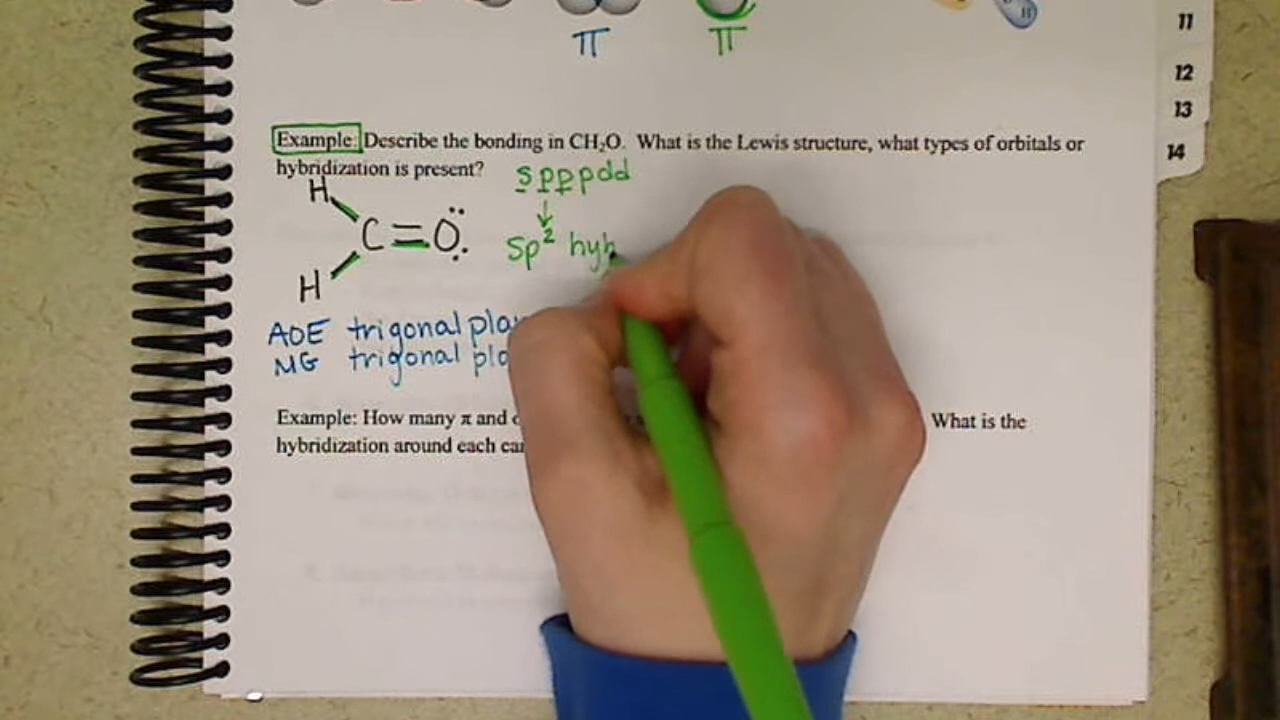 π π
11
12
13
14
Example: Describe the bonding in CH₂O. What is the Lewis structure, what types of orbitals or
hybridization is present?
spppdd
H
C=O
H
sp² hyb
AOE trigonal plan
MG trigonal pla
Example: How many π and What is the
hybridization around each